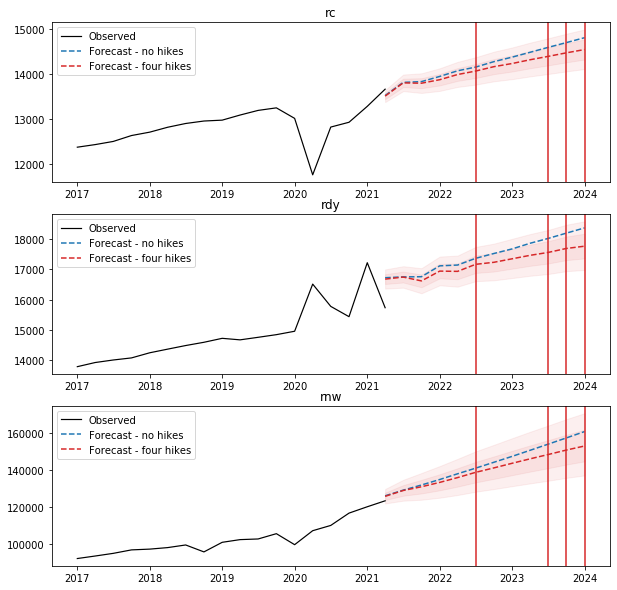 rc
15000
14000
13000
12000
Observed
Forecast - no hikes
Forecast - four hikes
2017 2018 2019 2020 2021 2022 2023 2024
rdy
18000
17000
16000
15000
14000
Observed
Forecast - no hikes
Forecast - four hikes
2017 2018 2019 2020 2021 2022 2023 2024
rnw
160000
140000
120000
100000
Observed
Forecast - no hikes
Forecast - four hikes
2017 2018 2019 2020 2021 2022 2023 2024